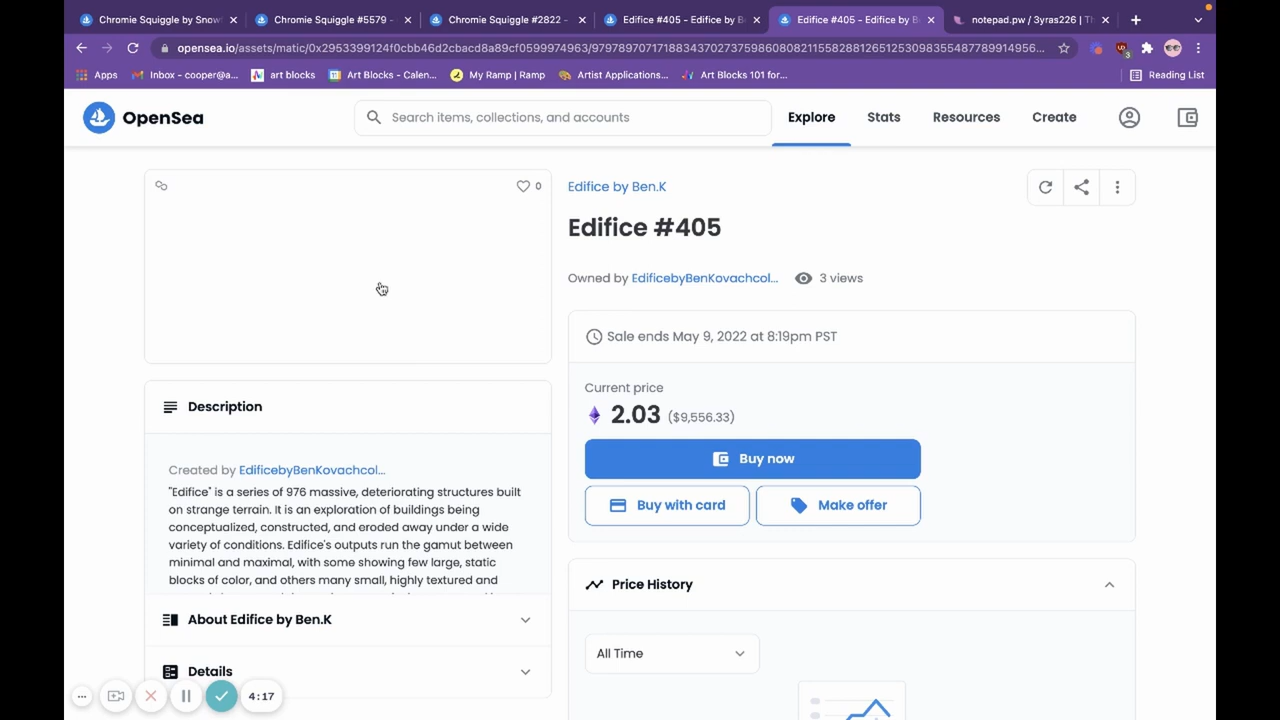 Chromie Squiggle by Snow
Chromie Squiggle #5579 -
Chromie Squiggle #2822 -
Edifice #405 - Edifice by B
Edifice #405 - Edifice by B
notepad.pw / 3yras226 | Th
opensea.io/assets/matic/0x2953399124f0cbb46d2cbacd8a89cf0599974963/97978970717188343702737598608082115582881265125309835548778991495 6...
Apps
Inbox - cooper@a...
art blocks
Art Blocks - Calen...
My Ramp | Ramp
Artist Applications...
Art Blocks 101 for...
Reading List
OpenSea
Search items, collections, and accounts
Explore
Stats
Resources
Create
0
Edifice by Ben.K
Edifice #405
Owned by EdificebyBenKovachcol... 3 views
Sale ends May 9, 2022 at 8:19pm PST
Current price
2.03 ($9,556.33)
Buy now
Buy with card
Make offer
Description
Created by EdificebyBenKovachcol...
"Edifice" is a series of 976 massive, deteriorating structures built
on strange terrain. It is an exploration of buildings being
conceptualized, constructed, and eroded away under a wide
variety of conditions. Edifice's outputs run the gamut between
minimal and maximal, with some showing few large, static
blocks of color, and others many small, highly textured and
About Edifice by Ben.K
Details
Price History
All Time
4:17